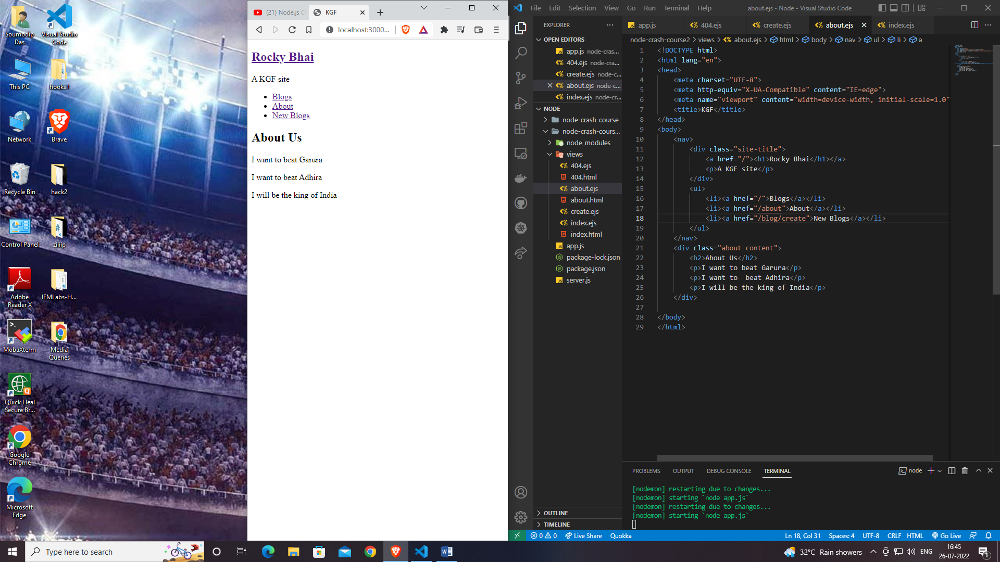 Soumodip
Das
Visual Studio
Code
This PC
hooks1
Network
Brave
Recycle Bin
hack2
Control Panel
ziiiip
Adobe
Reader X
IEMLabs-H...
MobaXterm
Media
Queries
Quick Heal
Secure Br...
Google
Chrome
Microsoft
Edge
(21) Node.js C
KGF
localhost:3000...
Rocky Bhai
A KGF site
Blogs
About
New Blogs
About Us
I want to beat Garura
I want to beat Adhira
I will be the king of India
File Edit Selection View Go Run Terminal Help
about.ejs - Node - Visual Studio Code
EXPLORER
OPEN EDITORS
app.js node-cras...
404.ejs node-cra...
create.ejs node-c...
about.ejs node-c...
index.ejs node-cr...
NODE
node-crash-course
node-crash-cours...
node_modules
views
404.ejs
404.html
about.ejs
about.html
create.ejs
index.ejs
index.html
app.js
package-lock.json
package.json
server.js
OUTLINE
TIMELINE
app.js 404.ejs create.ejs about.ejs index.ejs
node-crash-course2 > views > about.ejs > html > body > nav > ul > li > a
1 <!DOCTYPE html>
2 <html lang="en">
3 <head>
4 <meta charset="UTF-8">
5 <meta http-equiv="X-UA-Compatible" content="IE=edge">
6 <meta name="viewport" content="width=device-width, initial-scale=1.0"
7 <title>KGF</title>
8 </head>
9 <body>
10 <nav>
11 <div class="site-title">
12 <a href="/"><h1>Rocky Bhai</h1></a>
13 <p>A KGF site</p>
14 </div>
15 <ul>
16 <li><a href="/">Blogs</a></li>
17 <li><a href="/about">About</a></li>
18 <li><a href="/blog/create">New Blogs</a></li>
19 </ul>
20 </nav>
21 <div class="about content">
22 <h2>About Us</h2>
23 <p>I want to beat Garura</p>
24 <p>I want to  beat Adhira</p>
25 <p>I will be the king of India</p>
26 </div>
27
28 </body>
29 </html>
PROBLEMS OUTPUT DEBUG CONSOLE TERMINAL
node
[nodemon] restarting due to changes...
[nodemon] starting `node app.js`
[nodemon] restarting due to changes...
[nodemon] starting `node app.js`
0 0 Live Share Quokka
Ln 18, Col 31 Spaces: 4 UTF-8 CRLF HTML Go Live
Type here to search
32°C Rain showers
ENG
16:45
26-07-2022
1